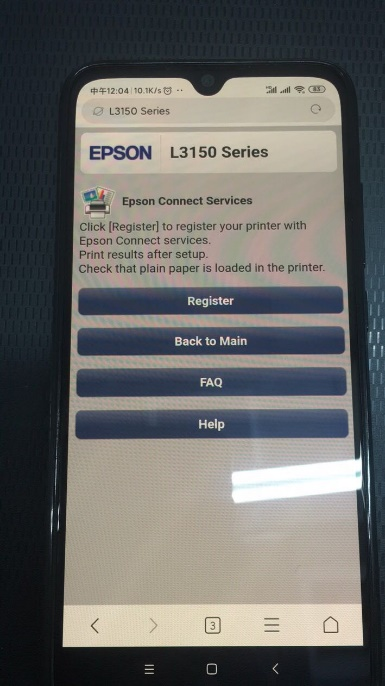 中午12:04 10.1K/s ··
83
L3150 Series
EPSON L3150 Series
Epson Connect Services
Click [Register] to register your printer with
Epson Connect services.
Print results after setup.
Check that plain paper is loaded in the printer.
Register
Back to Main
FAQ
Help
3